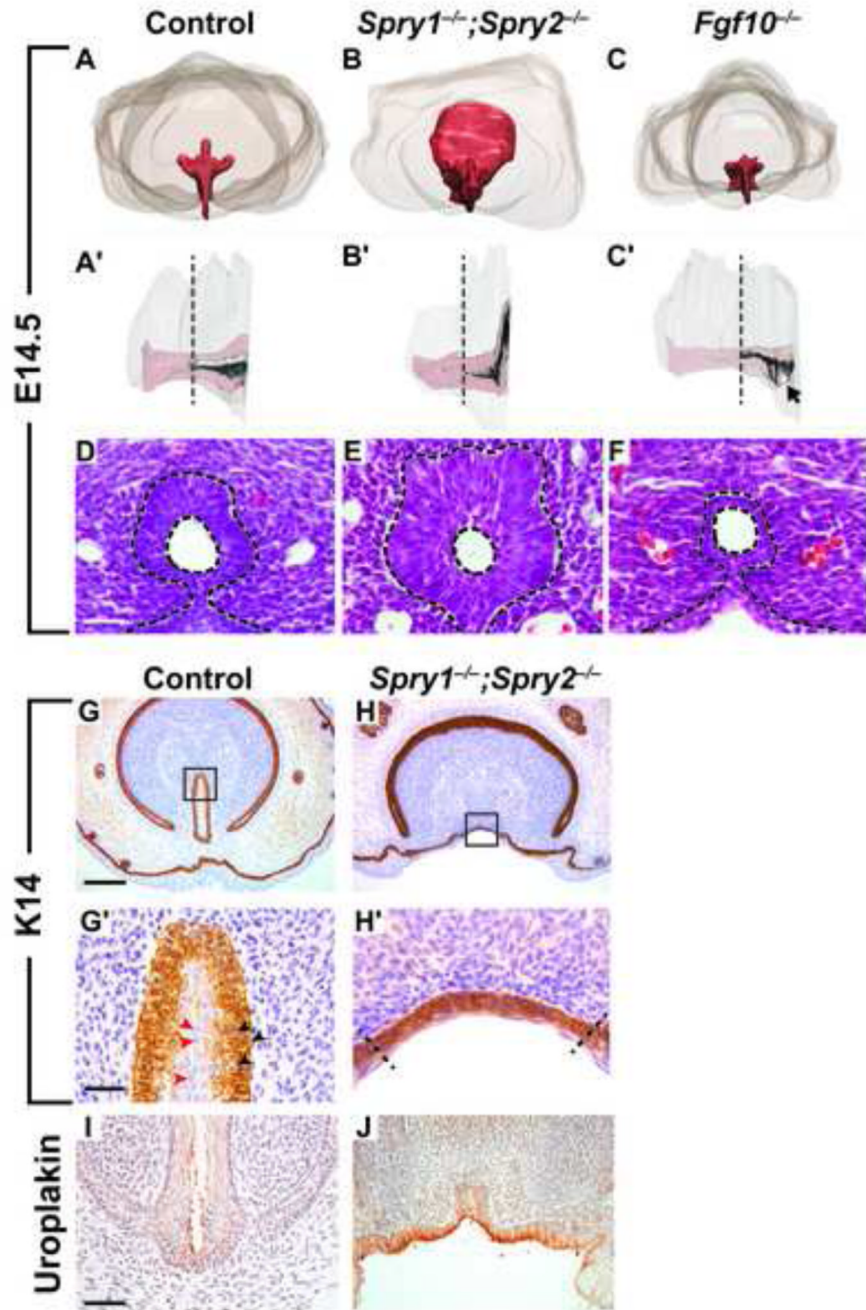 Control Spry1–/–;Spry2–/– Fgf10–/–
A B C
A' B' C'
E14.5
D E F
Control Spry1–/–;Spry2–/–
G H
K14
G' H'
I J
Uroplakin